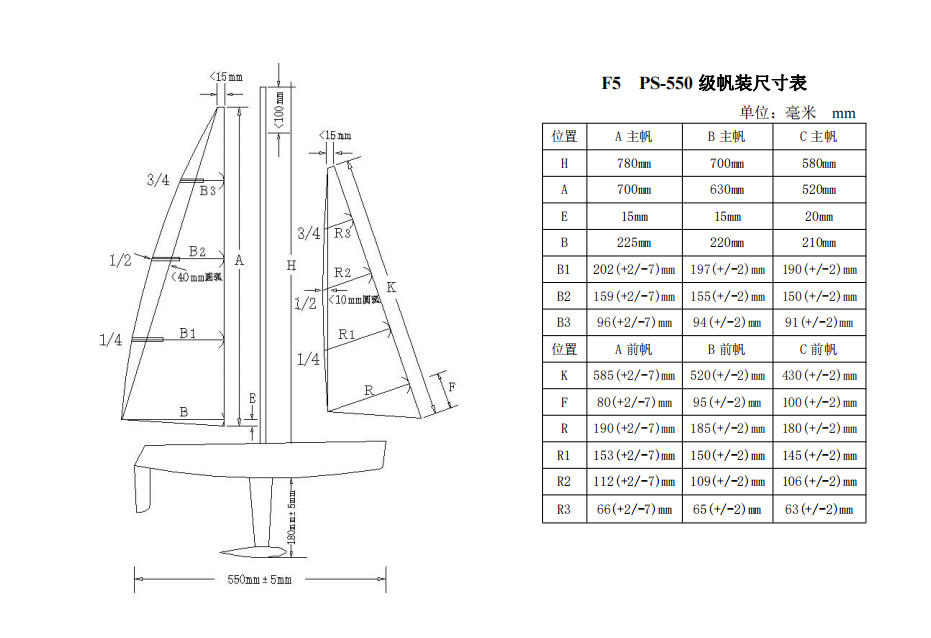 <15mm
<100mm
<15mm
3/4
B3
3/4
R3
1/2
B2
A
H
R2
K
<40mm圆弧
1/2
<10mm圆弧
1/4
B1
R1
1/4
R
F
B
E
180mm±5mm
550mm±5mm
F5 PS-550 级帆装尺寸表
单位：毫米 mm
位置 A 主帆 B 主帆 C 主帆
H 780mm 700mm 580mm
A 700mm 630mm 520mm
E 15mm 15mm 20mm
B 225mm 220mm 210mm
B1 202(+2/-7)mm 197(+/-2)mm 190(+/-2)mm
B2 159(+2/-7)mm 155(+/-2)mm 150(+/-2)mm
B3 96(+2/-7)mm 94(+/-2)mm 91(+/-2)mm
位置 A 前帆 B 前帆 C 前帆
K 585(+2/-7)mm 520(+/-2)mm 430(+/-2)mm
F 80(+2/-7)mm 95(+/-2)mm 100(+/-2)mm
R 190(+2/-7)mm 185(+/-2)mm 180(+/-2)mm
R1 153(+2/-7)mm 150(+/-2)mm 145(+/-2)mm
R2 112(+2/-7)mm 109(+/-2)mm 106(+/-2)mm
R3 66(+2/-7)mm 65(+/-2)mm 63(+/-2)mm